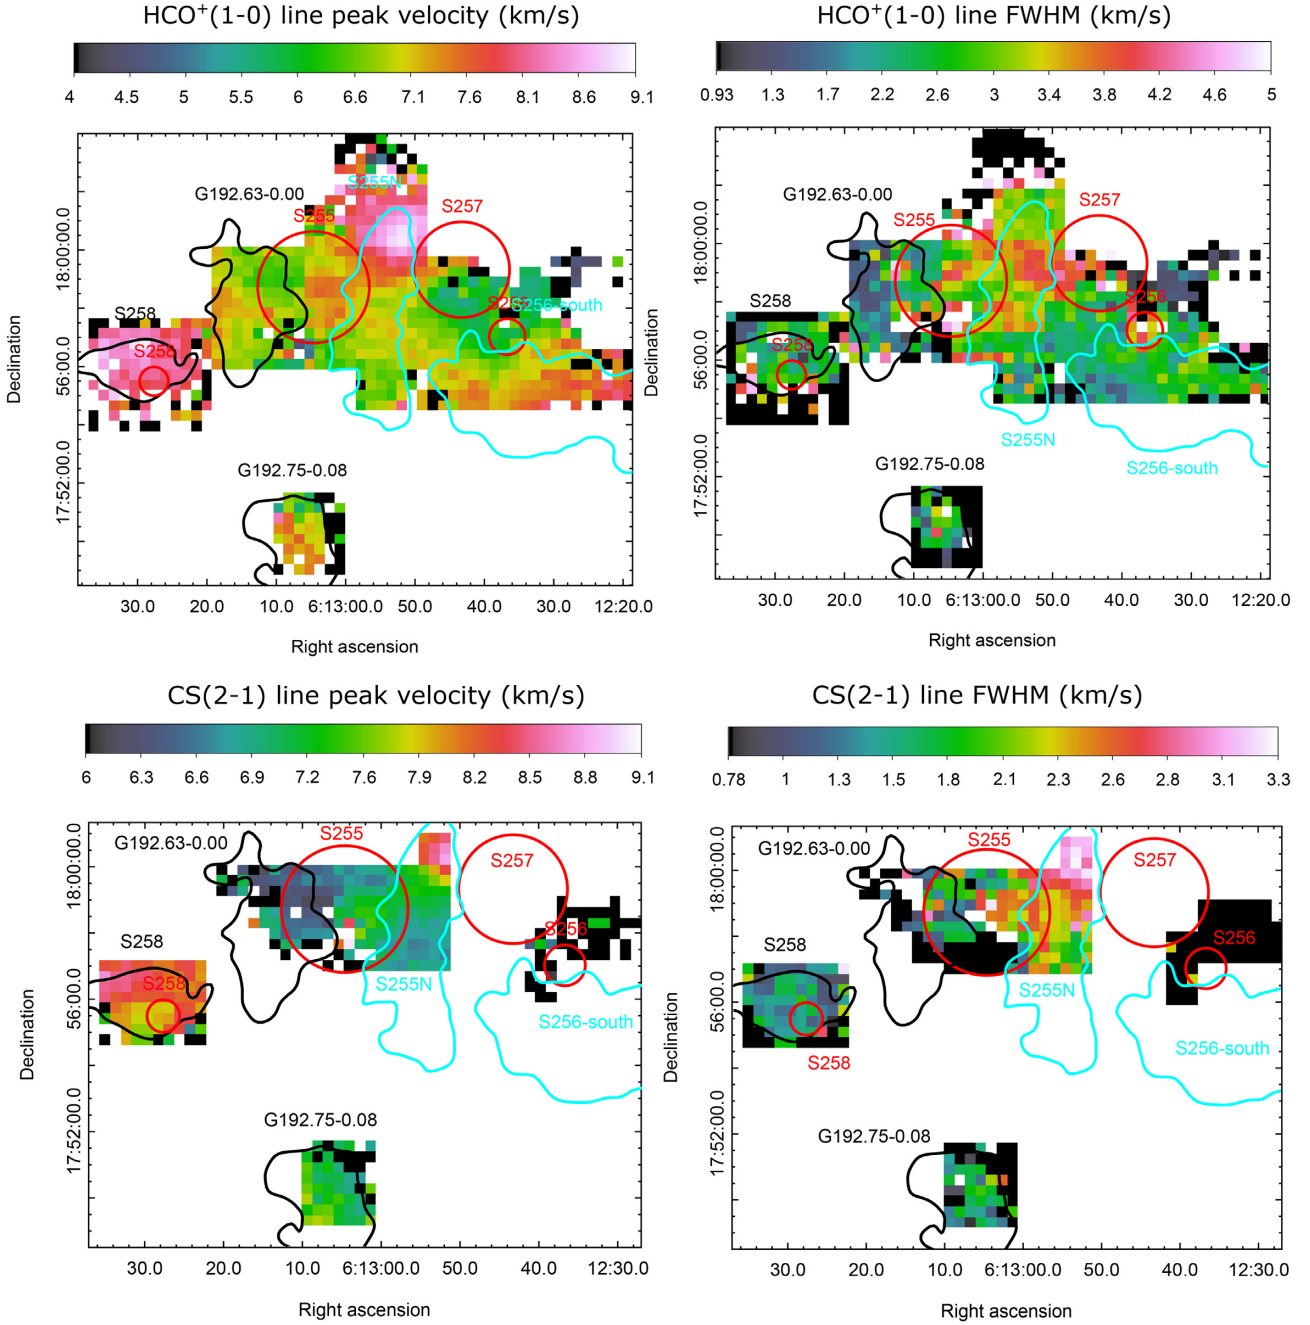 HCO⁺(1-0) line peak velocity (km/s)
4 4.5 5 5.5 6 6.6 7.1 7.6 8.1 8.6 9.1
S255N
G192.63-0.00
S255
S257
S256-south
S258
S258
G192.75-0.08
18:00:00.0
17:56:00.0
17:52:00.0
Declination
30.0 20.0 10.0 6:13:00.0 50.0 40.0 30.0 12:20.0
Right ascension
HCO⁺(1-0) line FWHM (km/s)
0.93 1.3 1.7 2.2 2.6 3 3.4 3.8 4.2 4.6 5
G192.63-0.00
S255
S257
S258
S256
S258
S255N
S256-south
G192.75-0.08
18:00:00.0
56:00.0
17:52:00.0
Declination
30.0 20.0 10.0 6:13:00.0 50.0 40.0 30.0 12:20.0
Right ascension
CS(2-1) line peak velocity (km/s)
6 6.3 6.6 6.9 7.2 7.6 7.9 8.2 8.5 8.8 9.1
G192.63-0.00
S255
S257
S256
S258
S258
S255N
S256-south
G192.75-0.08
18:00:00.0
56:00.0
17:52:00.0
Declination
30.0 20.0 10.0 6:13:00.0 50.0 40.0 12:30.0
Right ascension
CS(2-1) line FWHM (km/s)
0.78 1 1.3 1.5 1.8 2.1 2.3 2.6 2.8 3.1 3.3
G192.63-0.00
S255
S257
S256
S258
S255N
S256-south
S258
G192.75-0.08
18:00:00.0
56:00.0
17:52:00.0
Declination
30.0 20.0 10.0 6:13:00.0 50.0 40.0 12:30.0
Right ascension